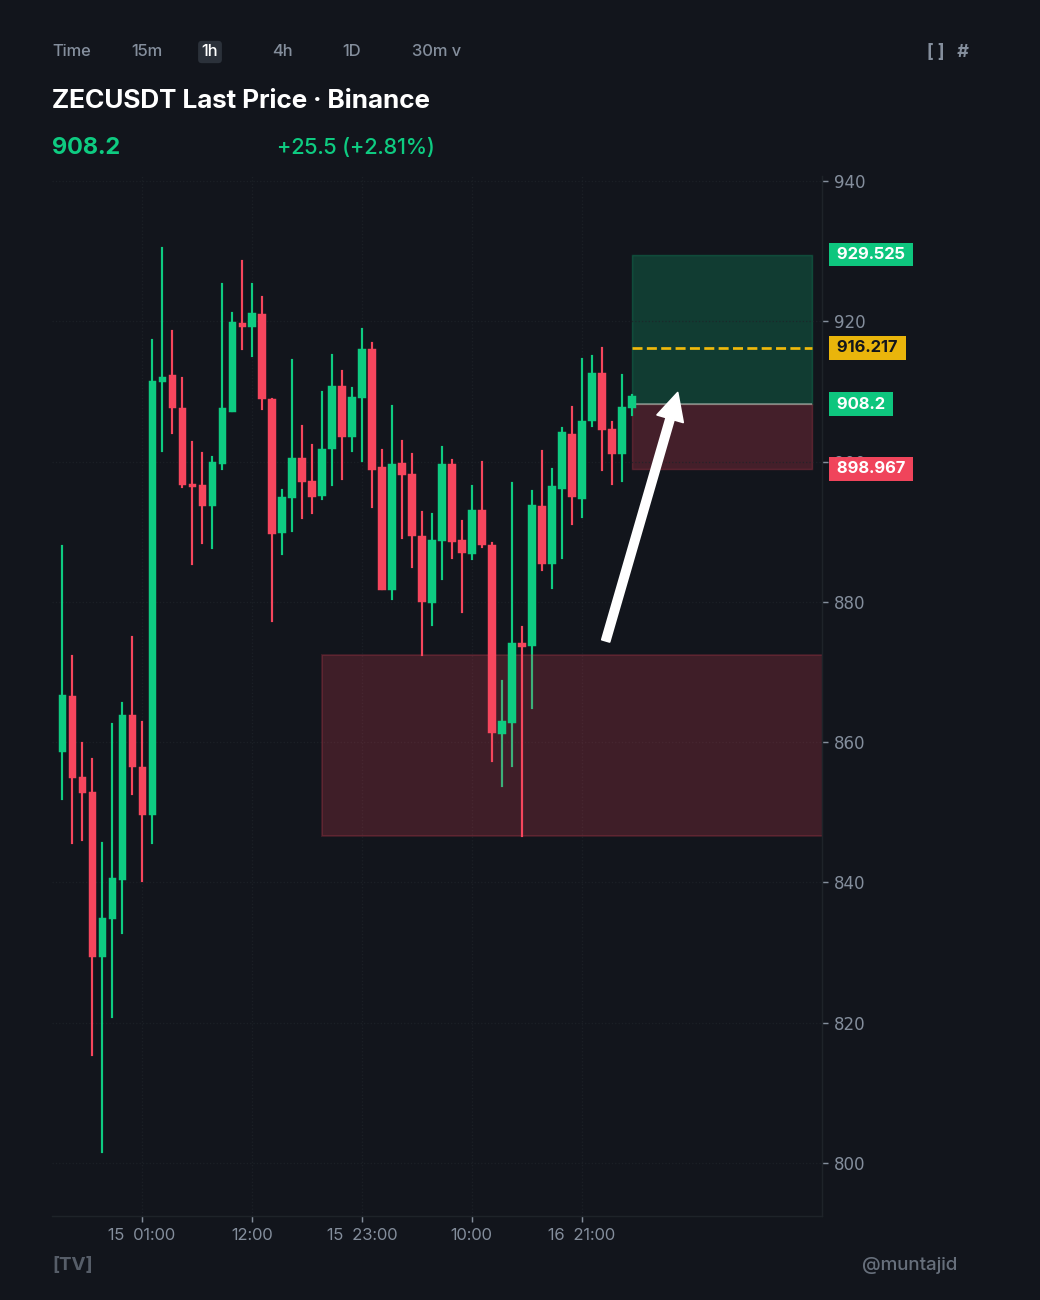 Time 15m 1h 4h 1D 30m v [ ] #
ZECUSDT Last Price · Binance
908.2 +25.5 (+2.81%)
940
929.525
920
916.217
908.2
898.967
880
860
840
820
800
15 01:00 12:00 15 23:00 10:00 16 21:00
[TV] @muntajid